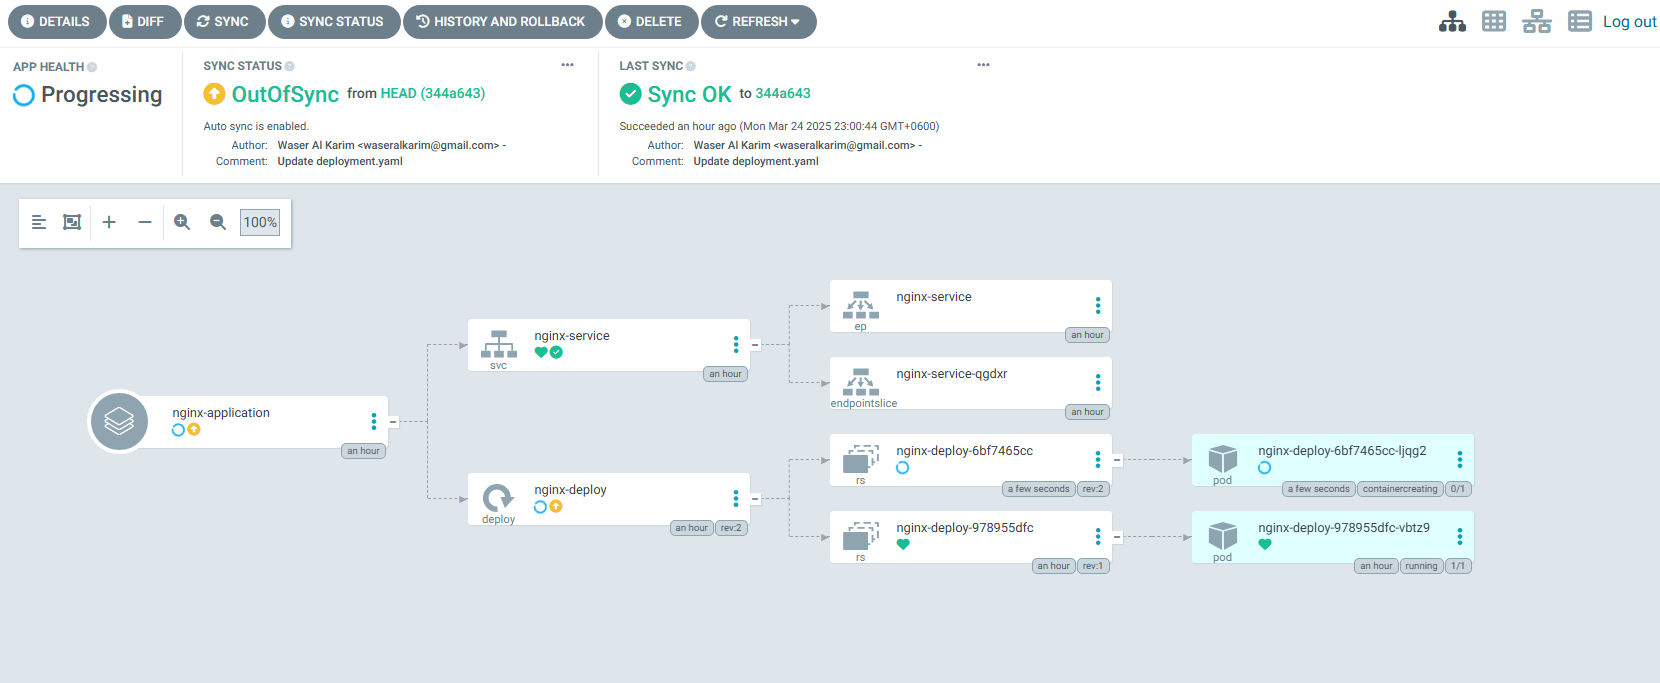 DETAILS DIFF SYNC SYNC STATUS HISTORY AND ROLLBACK DELETE REFRESH Log out
APP HEALTH
Progressing
SYNC STATUS
OutOfSync from HEAD (344a643)
Auto sync is enabled.
Author: Waser Al Karim <waseralkarim@gmail.com> -
Comment: Update deployment.yaml
LAST SYNC
Sync OK to 344a643
Succeeded an hour ago (Mon Mar 24 2025 23:00:44 GMT+0600)
Author: Waser Al Karim <waseralkarim@gmail.com> -
Comment: Update deployment.yaml
100%
nginx-application
an hour
nginx-service
svc
an hour
nginx-deploy
deploy
an hour rev:2
nginx-service
ep
an hour
nginx-service-qgdxr
endpointslice
an hour
nginx-deploy-6bf7465cc
rs
a few seconds rev:2
nginx-deploy-978955dfc
rs
an hour rev:1
nginx-deploy-6bf7465cc-ljqg2
pod
a few seconds containercreating 0/1
nginx-deploy-978955dfc-vbtz9
pod
an hour running 1/1